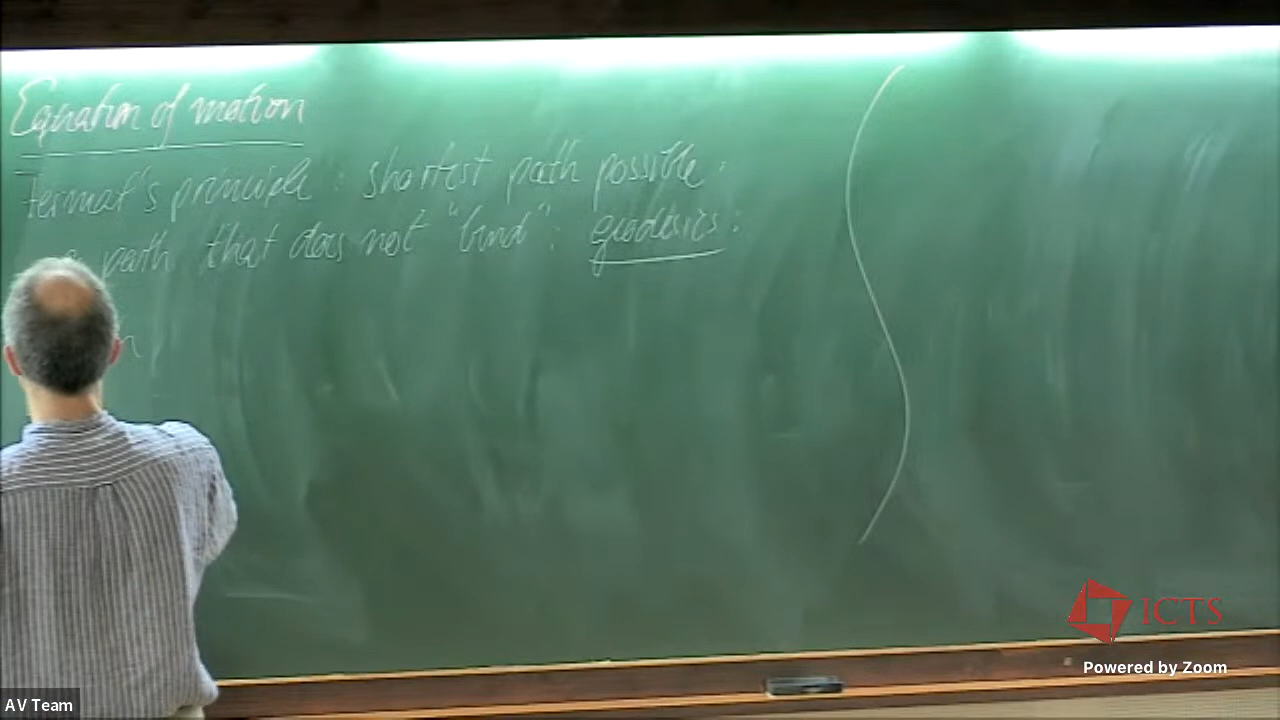 Equation of motion
Fermat's principle : shortest path possible :
a path that does not "bend" : geodesics :
ICTS
Powered by Zoom
AV Team